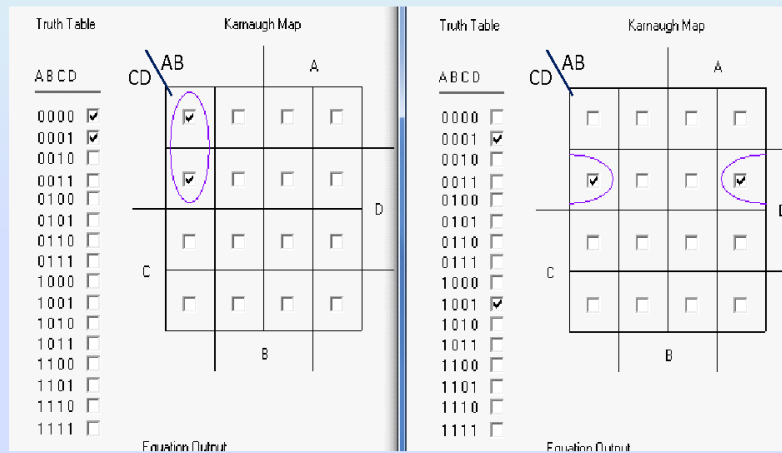 Truth Table
Karnaugh Map
A B C D
CD
AB
A
0000
0001
0010
0011
0100
0101
0110
0111
1000
1001
1010
1011
1100
1101
1110
1111
D
C
B
Equation Output
Truth Table
Karnaugh Map
A B C D
CD
AB
A
0000
0001
0010
0011
0100
0101
0110
0111
1000
1001
1010
1011
1100
1101
1110
1111
D
C
B
Equation Output